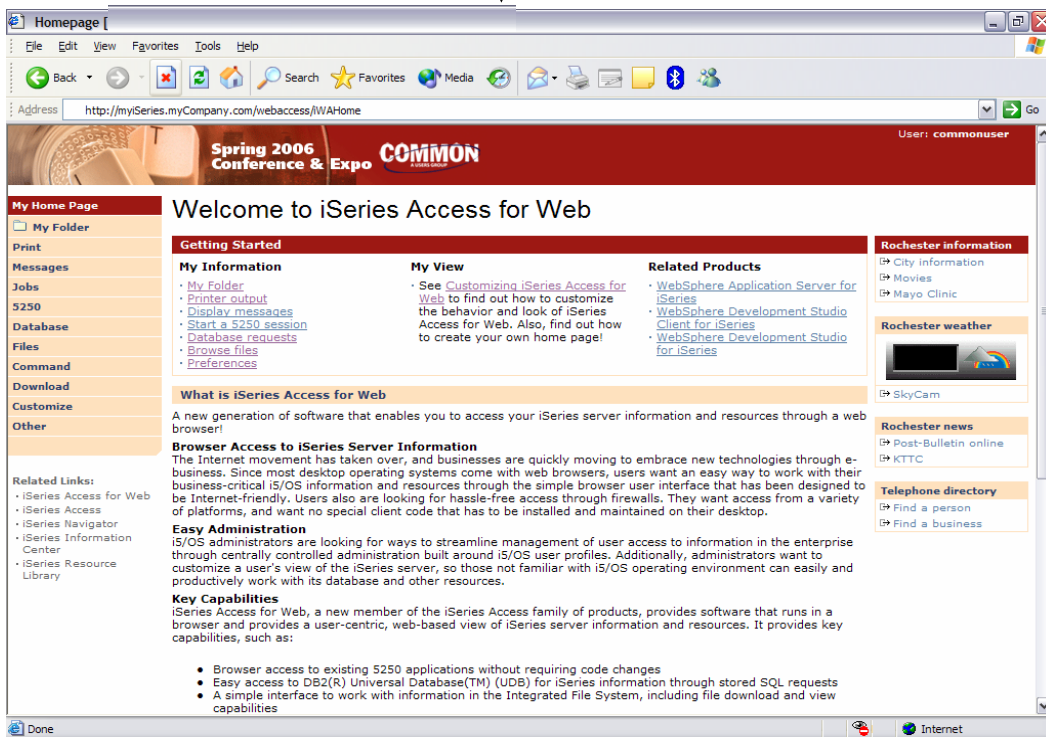 Homepage [
File Edit View Favorites Tools Help
Back Search Favorites Media
Address http://myiSeries.myCompany.com/webaccess/iWAHome Go
Spring 2006
Conference & Expo
COMMON
A USERS GROUP
User: commonuser
My Home Page
My Folder
Print
Messages
Jobs
5250
Database
Files
Command
Download
Customize
Other
Related Links:
· iSeries Access for Web
· iSeries Access
· iSeries Navigator
· iSeries Information
Center
· iSeries Resource
Library
Welcome to iSeries Access for Web
Getting Started
My Information
· My Folder
· Printer output
· Display messages
· Start a 5250 session
· Database requests
· Browse files
· Preferences
My View
· See Customizing iSeries Access for
Web to find out how to customize
the behavior and look of iSeries
Access for Web. Also, find out how
to create your own home page!
Related Products
· WebSphere Application Server for
iSeries
· WebSphere Development Studio
Client for iSeries
· WebSphere Development Studio
for iSeries
What is iSeries Access for Web
A new generation of software that enables you to access your iSeries server information and resources through a web
browser!
Browser Access to iSeries Server Information
The Internet movement has taken over, and businesses are quickly moving to embrace new technologies through e-
business. Since most desktop operating systems come with web browsers, users want an easy way to work with their
business-critical i5/OS information and resources through the simple browser user interface that has been designed to
be Internet-friendly. Users also are looking for hassle-free access through firewalls. They want access from a variety
of platforms, and want no special client code that has to be installed and maintained on their desktop.
Easy Administration
i5/OS administrators are looking for ways to streamline management of user access to information in the enterprise
through centrally controlled administration built around i5/OS user profiles. Additionally, administrators want to
customize a user's view of the iSeries server, so those not familiar with i5/OS operating environment can easily and
productively work with its database and other resources.
Key Capabilities
iSeries Access for Web, a new member of the iSeries Access family of products, provides software that runs in a
browser and provides a user-centric, web-based view of iSeries server information and resources. It provides key
capabilities, such as:
• Browser access to existing 5250 applications without requiring code changes
• Easy access to DB2(R) Universal Database(TM) (UDB) for iSeries information through stored SQL requests
• A simple interface to work with information in the Integrated File System, including file download and view
capabilities
Rochester information
City information
Movies
Mayo Clinic
Rochester weather
SkyCam
Rochester news
Post-Bulletin online
KTTC
Telephone directory
Find a person
Find a business
Done
Internet